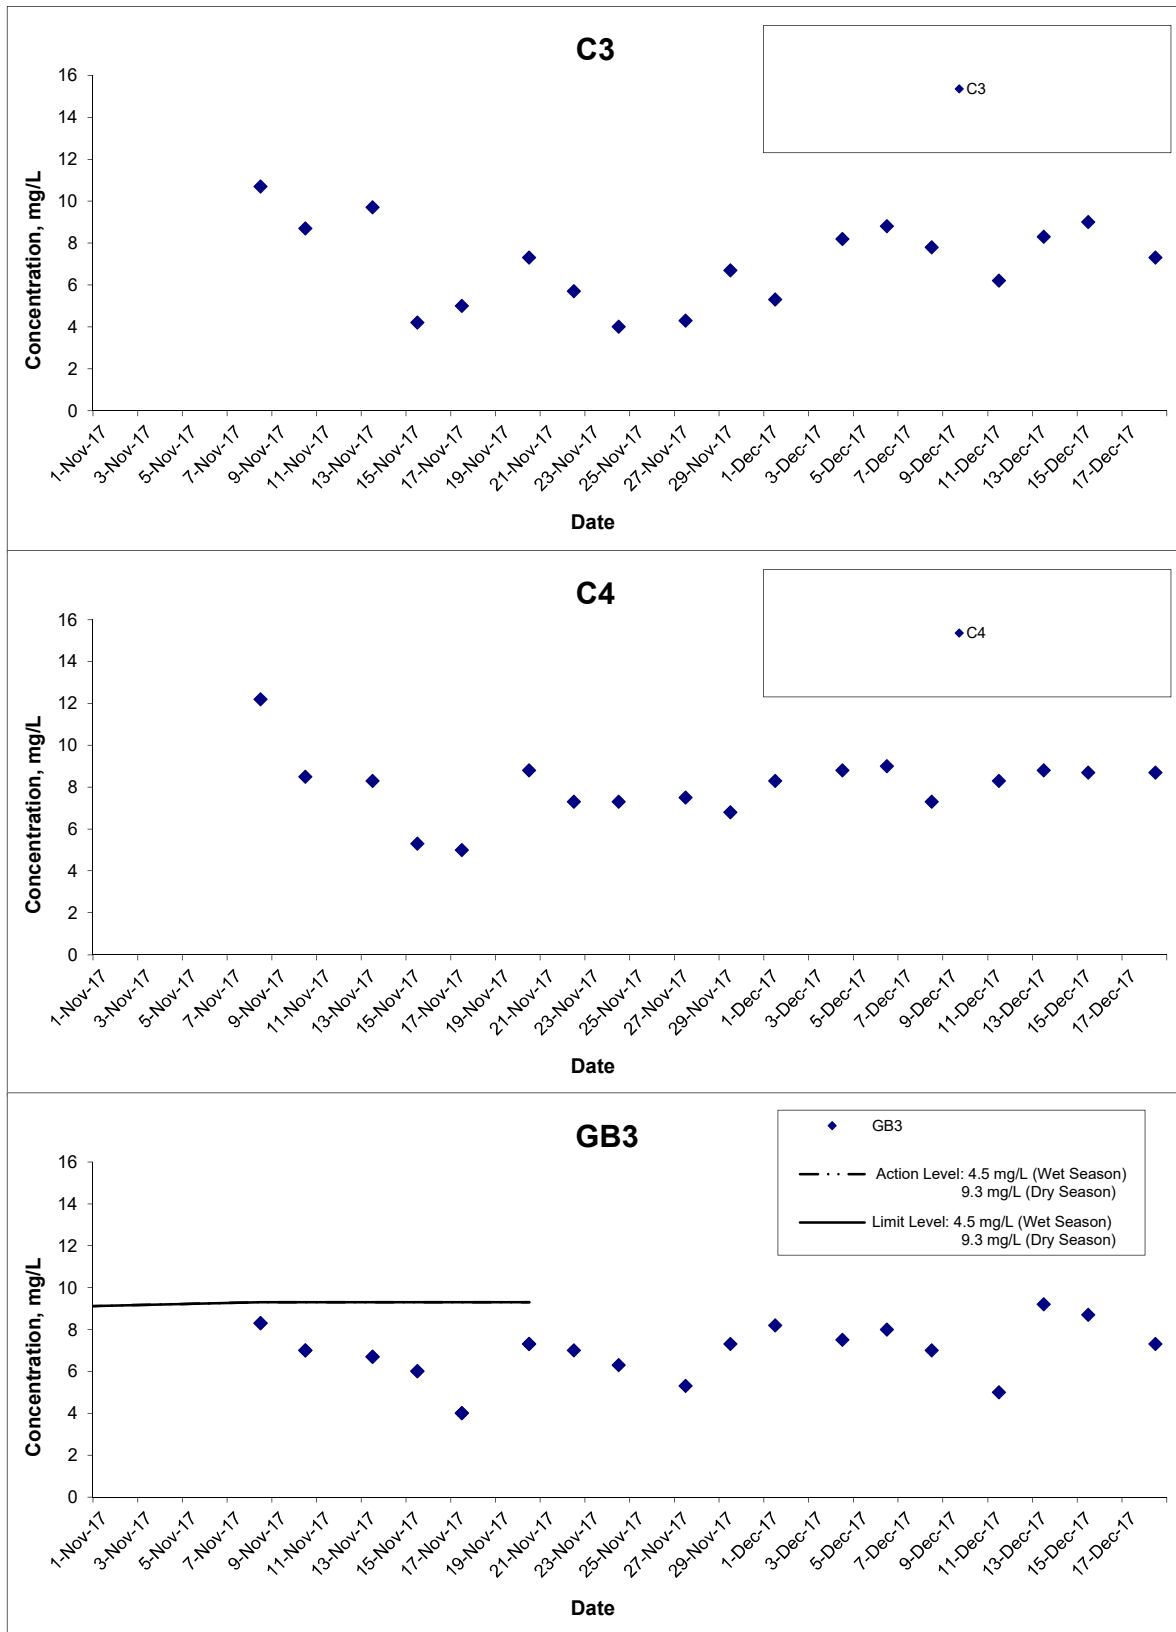 C3
C3
16
14
12
10
8
6
4
2
0
Concentration, mg/L
1-Nov-17
3-Nov-17
5-Nov-17
7-Nov-17
9-Nov-17
11-Nov-17
13-Nov-17
15-Nov-17
17-Nov-17
19-Nov-17
21-Nov-17
23-Nov-17
25-Nov-17
27-Nov-17
29-Nov-17
1-Dec-17
3-Dec-17
5-Dec-17
7-Dec-17
9-Dec-17
11-Dec-17
13-Dec-17
15-Dec-17
17-Dec-17
Date
C4
C4
16
14
12
10
8
6
4
2
0
Concentration, mg/L
1-Nov-17
3-Nov-17
5-Nov-17
7-Nov-17
9-Nov-17
11-Nov-17
13-Nov-17
15-Nov-17
17-Nov-17
19-Nov-17
21-Nov-17
23-Nov-17
25-Nov-17
27-Nov-17
29-Nov-17
1-Dec-17
3-Dec-17
5-Dec-17
7-Dec-17
9-Dec-17
11-Dec-17
13-Dec-17
15-Dec-17
17-Dec-17
Date
GB3
GB3
Action Level: 4.5 mg/L (Wet Season)
9.3 mg/L (Dry Season)
Limit Level: 4.5 mg/L (Wet Season)
9.3 mg/L (Dry Season)
16
14
12
10
8
6
4
2
0
Concentration, mg/L
1-Nov-17
3-Nov-17
5-Nov-17
7-Nov-17
9-Nov-17
11-Nov-17
13-Nov-17
15-Nov-17
17-Nov-17
19-Nov-17
21-Nov-17
23-Nov-17
25-Nov-17
27-Nov-17
29-Nov-17
1-Dec-17
3-Dec-17
5-Dec-17
7-Dec-17
9-Dec-17
11-Dec-17
13-Dec-17
15-Dec-17
17-Dec-17
Date